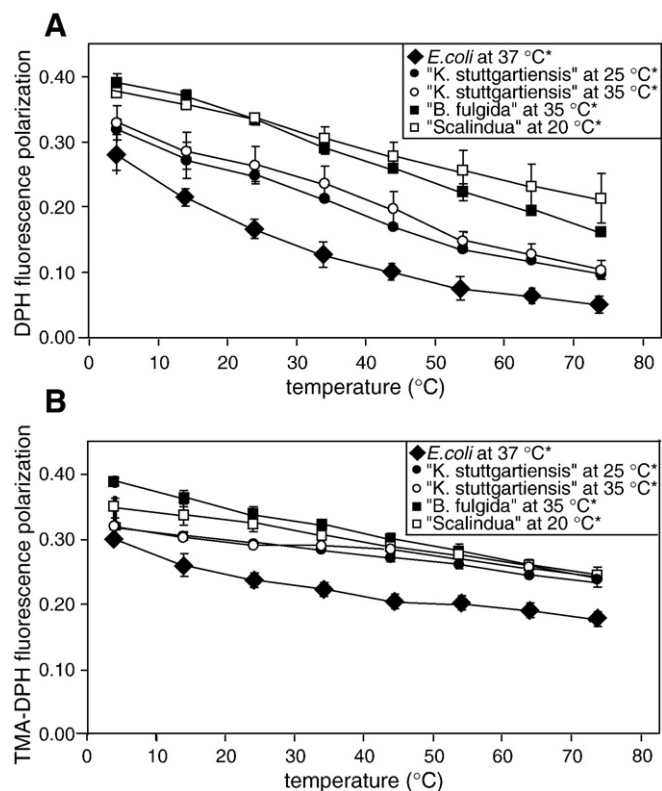 A
DPH fluorescence polarization
0.40
0.30
0.20
0.10
0.00
E.coli at 37 °C*
"K. stuttgartiensis" at 25 °C*
"K. stuttgartiensis" at 35 °C*
"B. fulgida" at 35 °C*
"Scalindua" at 20 °C*
0 10 20 30 40 50 60 70 80
temperature (°C)
B
TMA-DPH fluorescence polarization
0.40
0.30
0.20
0.10
0.00
E.coli at 37 °C*
"K. stuttgartiensis" at 25 °C*
"K. stuttgartiensis" at 35 °C*
"B. fulgida" at 35 °C*
"Scalindua" at 20 °C*
0 10 20 30 40 50 60 70 80
temperature (°C)